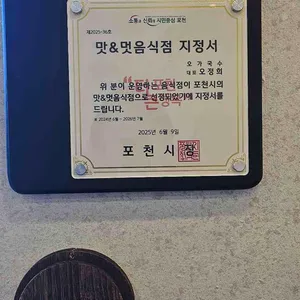 소통과 신뢰의 시민중심 포천
제2025-36호
맛&멋음식점 지정서
오가국수
대표 오정희
위 분이 운영하는 음식점이 포천시의
맛&멋음식점으로 선정되었기에 지정서를
드립니다.
2025년 6월 9일
포천시장